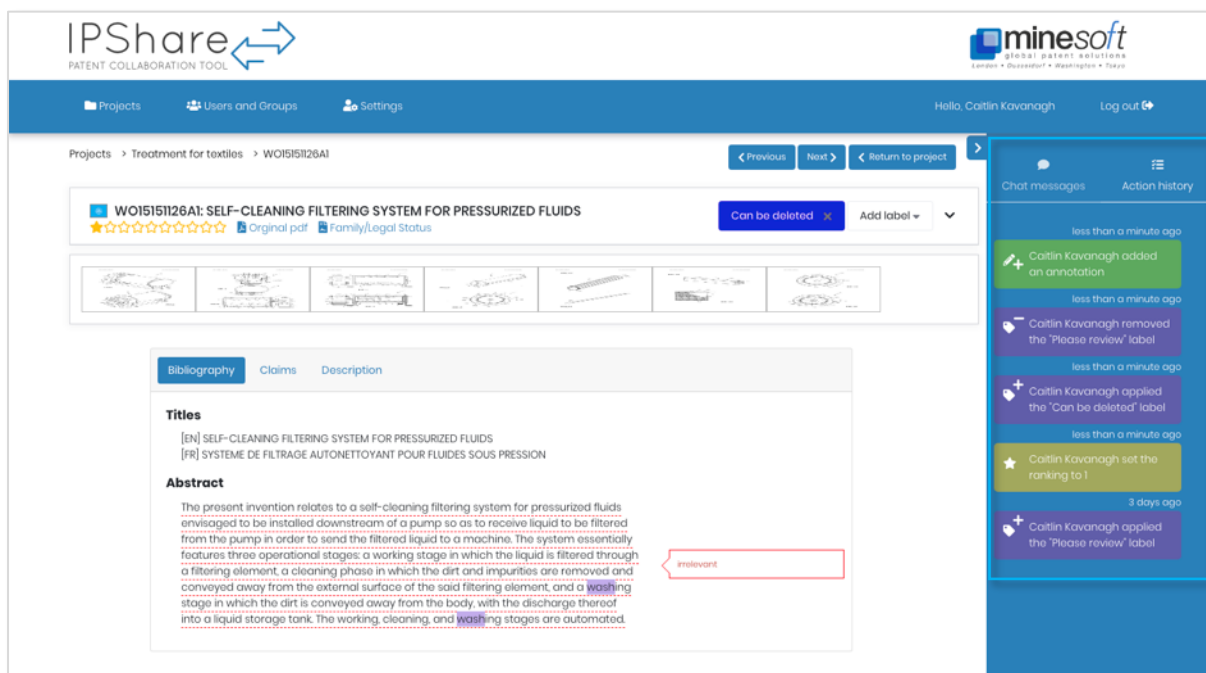 IPShare
PATENT COLLABORATION TOOL
minesoft
global patent solutions
London • Dusseldorf • Washington • Tokyo
Projects Users and Groups Settings Hello, Caitlin Kavanagh Log out
Projects > Treatment for textiles > WO15151126A1
Previous Next Return to project
WO15151126A1: SELF-CLEANING FILTERING SYSTEM FOR PRESSURIZED FLUIDS
Orginal pdf Family/Legal Status
Can be deleted × Add label
Bibliography Claims Description
Titles
[EN] SELF-CLEANING FILTERING SYSTEM FOR PRESSURIZED FLUIDS
[FR] SYSTEME DE FILTRAGE AUTONETTOYANT POUR FLUIDES SOUS PRESSION
Abstract
The present invention relates to a self-cleaning filtering system for pressurized fluids
envisaged to be installed downstream of a pump so as to receive liquid to be filtered
from the pump in order to send the filtered liquid to a machine. The system essentially
features three operational stages: a working stage in which the liquid is filtered through
a filtering element, a cleaning phase in which the dirt and impurities are removed and
conveyed away from the external surface of the said filtering element, and a washing
stage in which the dirt is conveyed away from the body, with the discharge thereof
into a liquid storage tank. The working, cleaning, and washing stages are automated.
irrelevant
Chat messages Action history
less than a minute ago
Caitlin Kavanagh added
an annotation
less than a minute ago
Caitlin Kavanagh removed
the "Please review" label
less than a minute ago
Caitlin Kavanagh applied
the "Can be deleted" label
less than a minute ago
Caitlin Kavanagh set the
ranking to 1
3 days ago
Caitlin Kavanagh applied
the "Please review" label